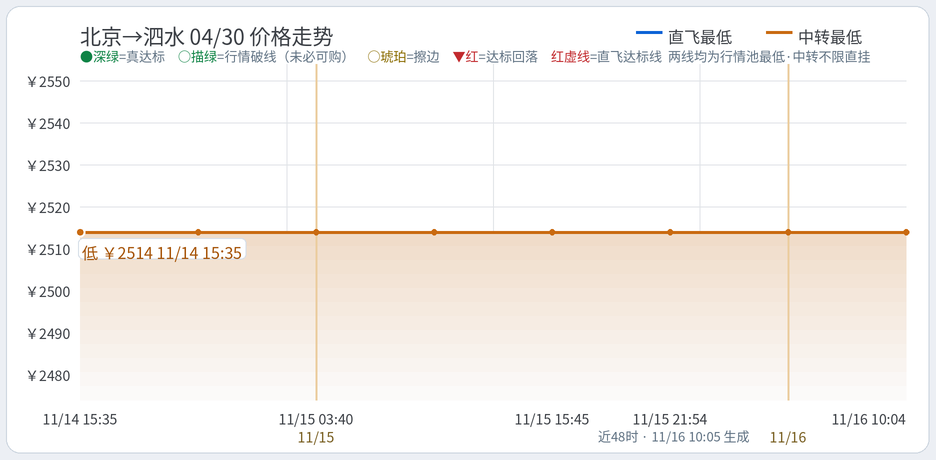 北京→泗水 04/30 价格走势
直飞最低 中转最低
●深绿=真达标 ○描绿=行情破线（未必可购） ○琥珀=擦边 ▼红=达标回落 红虚线=直飞达标线 两线均为行情池最低·中转不限直挂
￥2550
￥2540
￥2530
￥2520
￥2510
￥2500
￥2490
￥2480
低 ￥2514 11/14 15:35
11/14 15:35 11/15 03:40 11/15 15:45 11/15 21:54 11/16 10:04
11/15 近48时 · 11/16 10:05 生成 11/16